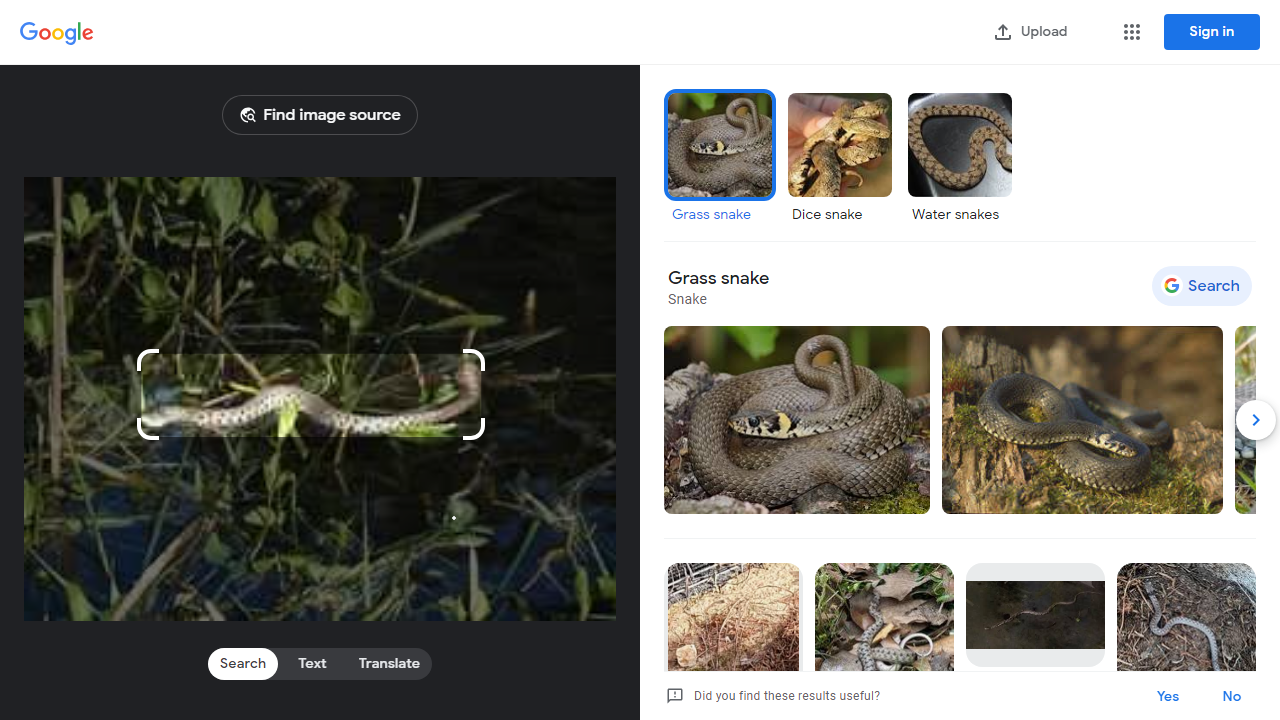 Google
Upload
Sign in
Find image source
Grass snake
Dice snake
Water snakes
Grass snake
Snake
Search
Search
Text
Translate
Did you find these results useful?
Yes
No